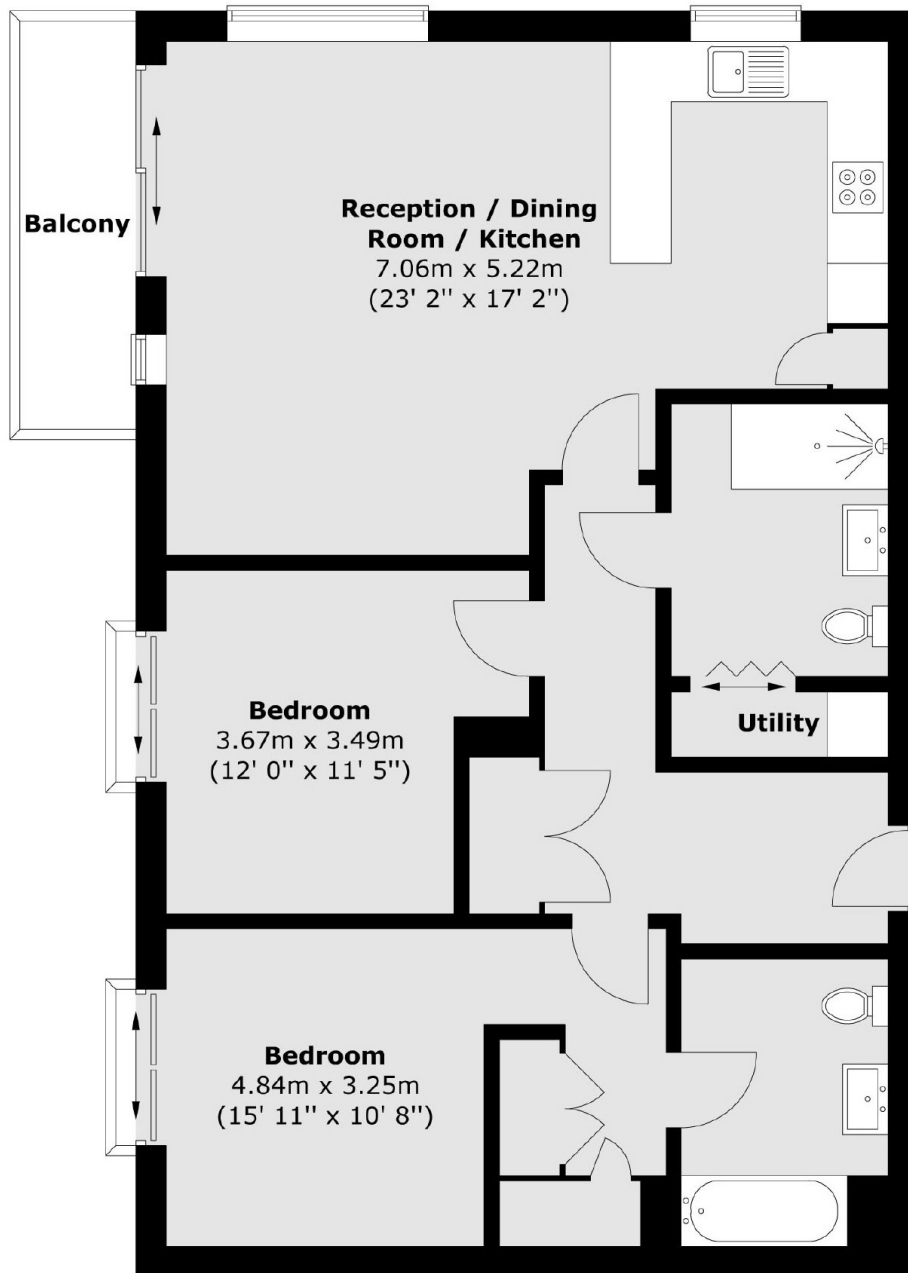 Balcony
Reception / Dining
Room / Kitchen
7.06m x 5.22m
(23' 2" x 17' 2")
Bedroom
3.67m x 3.49m
(12' 0" x 11' 5")
Utility
Bedroom
4.84m x 3.25m
(15' 11" x 10' 8")